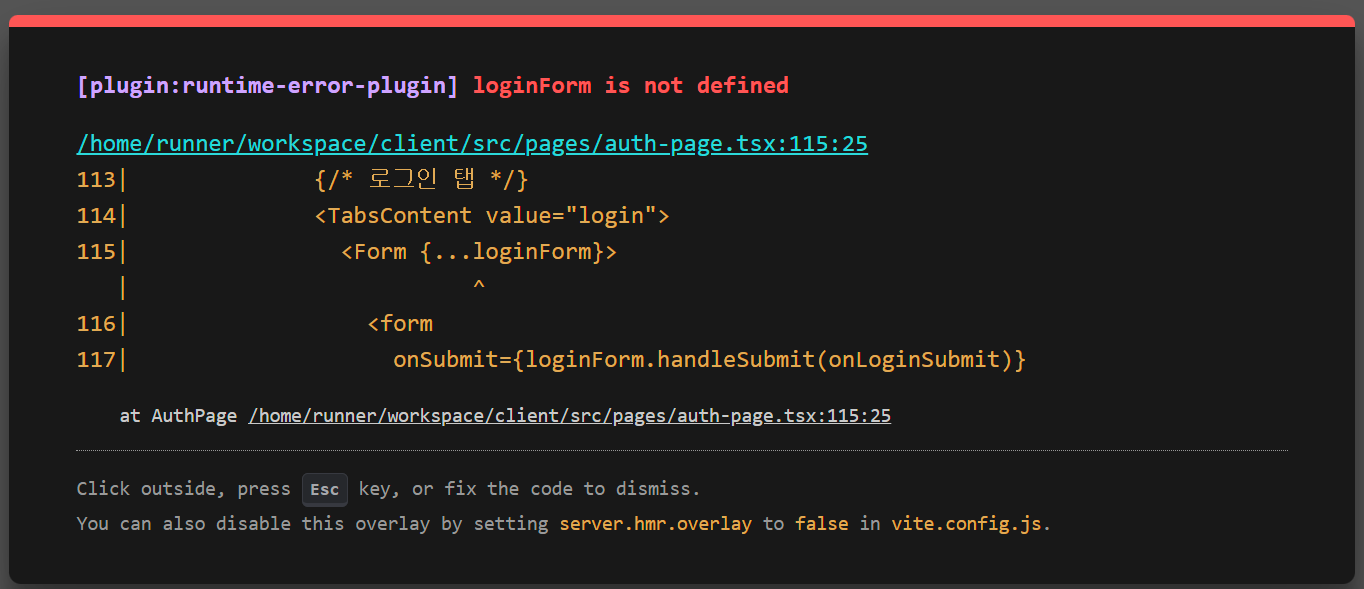 [plugin:runtime-error-plugin] loginForm is not defined
/home/runner/workspace/client/src/pages/auth-page.tsx:115:25
113|              {/* 로그인 탭 */}
114|              <TabsContent value="login">
115|                <Form {...loginForm}>
   |                          ^
116|                  <form
117|                    onSubmit={loginForm.handleSubmit(onLoginSubmit)}
at AuthPage /home/runner/workspace/client/src/pages/auth-page.tsx:115:25
Click outside, press Esc key, or fix the code to dismiss.
You can also disable this overlay by setting server.hmr.overlay to false in vite.config.js.